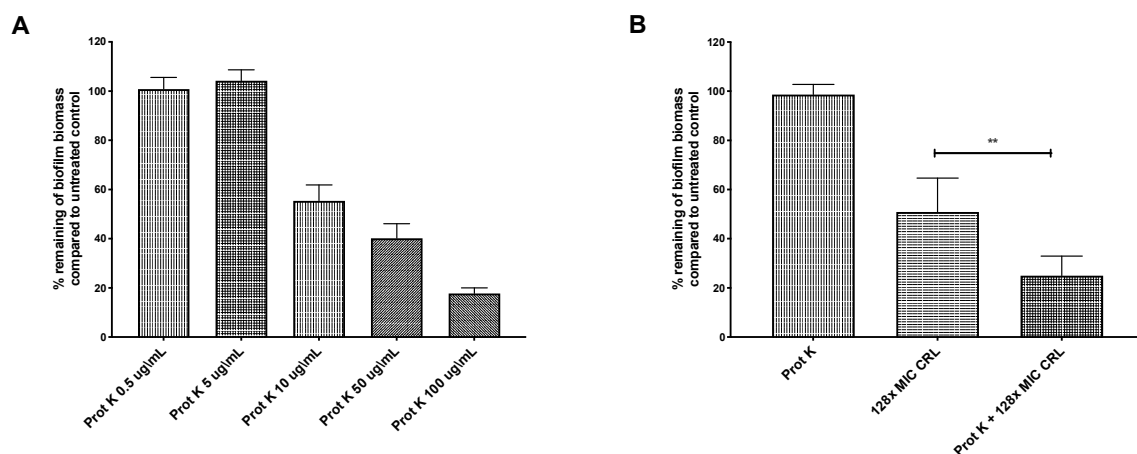 A
% remaining of biofilm biomass
compared to untreated control
120
100
80
60
40
20
0
Prot K 0.5 ug\mL
Prot K 5 ug\mL
Prot K 10 ug\mL
Prot K 50 ug\mL
Prot K 100 ug\mL
B
% remaining of biofilm biomass
compared to untreated control
120
100
80
60
40
20
0
**
Prot K
128x MIC CRL
Prot K + 128x MIC CRL